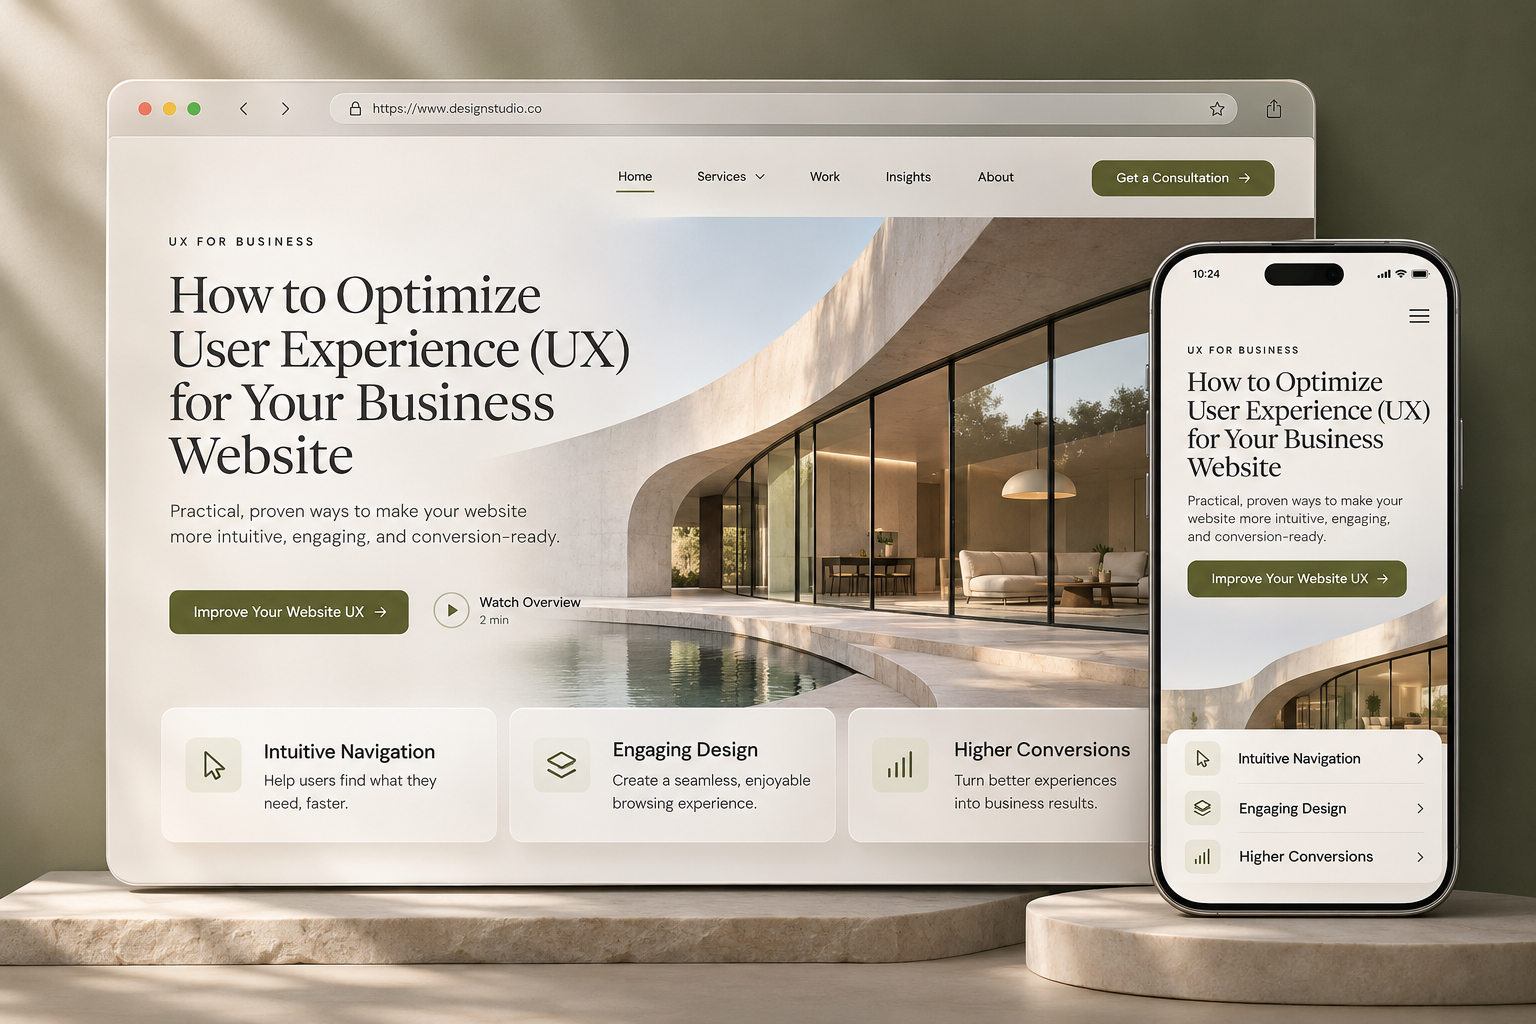 https://www.designstudio.co
Home
Services
Work
Insights
About
Get a Consultation
UX FOR BUSINESS
How to Optimize
User Experience (UX)
for Your Business
Website
Practical, proven ways to make your website
more intuitive, engaging, and conversion-ready.
Improve Your Website UX
Watch Overview
2 min
Intuitive Navigation
Help users find what they
need, faster.
Engaging Design
Create a seamless, enjoyable
browsing experience.
Higher Conversions
Turn better experiences
into business results.
10:24
UX FOR BUSINESS
How to Optimize
User Experience (UX)
for Your Business
Website
Practical, proven ways to make your
website more intuitive, engaging,
and conversion-ready.
Improve Your Website UX
Intuitive Navigation
Engaging Design
Higher Conversions